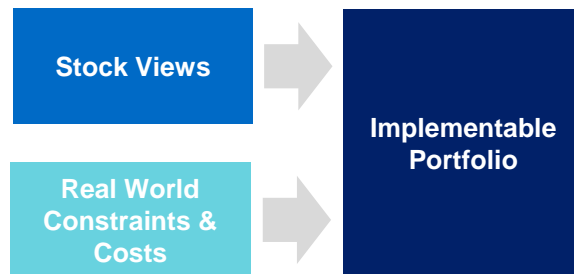 Stock Views
Implementable
Portfolio
Real World
Constraints &
Costs